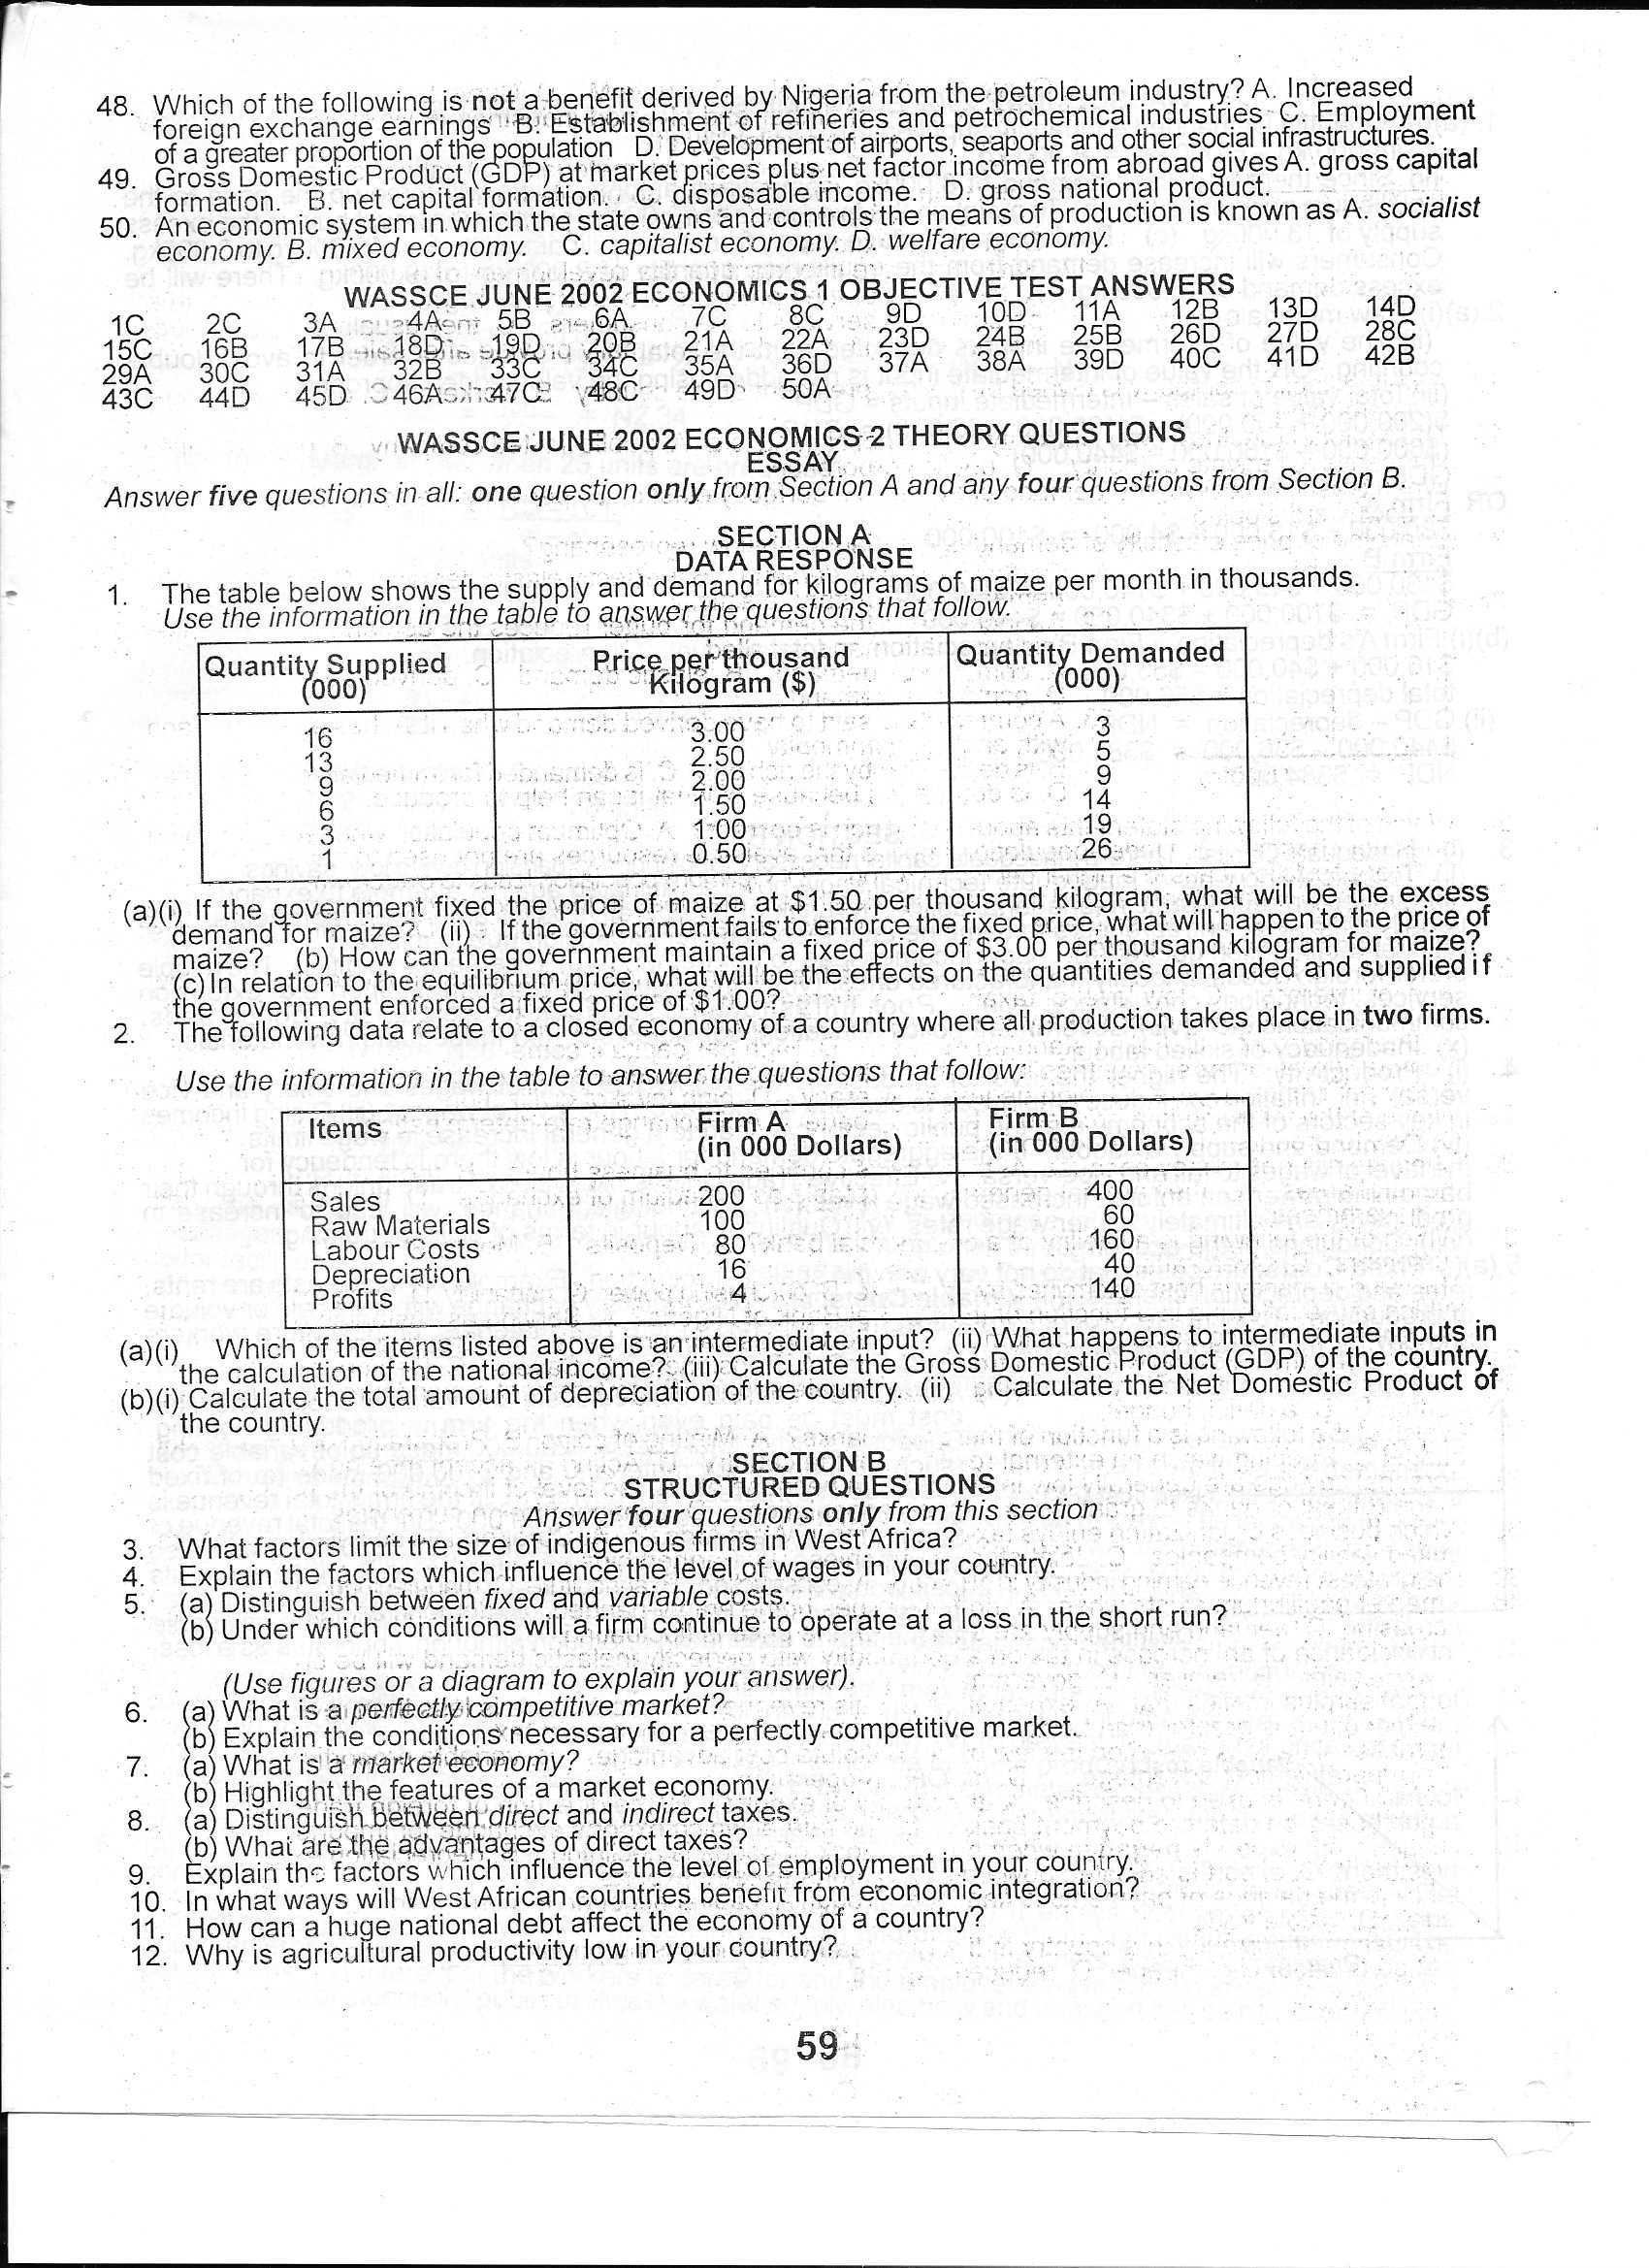 48. Which of the following is not a benefit derived by Nigeria from the petroleum industry? A. Increased
foreign exchange earnings B. Establishment of refineries and petrochemical industries C. Employment
of a greater proportion of the population D. Development of airports, seaports and other social infrastructures.
49. Gross Domestic Product (GDP) at market prices plus net factor income from abroad gives A. gross capital
formation. B. net capital formation. C. disposable income. D. gross national product.
50. An economic system in which the state owns and controls the means of production is known as A. socialist
economy. B. mixed economy. C. capitalist economy. D. welfare economy.
WASSCE JUNE 2002 ECONOMICS 1 OBJECTIVE TEST ANSWERS
1C 2C 3A 4A 5B 6A 7C 8C 9D 10D 11A 12B 13D 14D
15C 16B 17B 18D 19D 20B 21A 22A 23D 24B 25B 26D 27D 28C
29A 30C 31A 32B 33C 34C 35A 36D 37A 38A 39D 40C 41D 42B
43C 44D 45D 46A 47C 48C 49D 50A
WASSCE JUNE 2002 ECONOMICS 2 THEORY QUESTIONS
ESSAY
Answer five questions in all: one question only from Section A and any four questions from Section B.
SECTION A
DATA RESPONSE
1. The table below shows the supply and demand for kilograms of maize per month in thousands.
Use the information in the table to answer the questions that follow.
Quantity Supplied Price per thousand Quantity Demanded
(000) Kilogram ($) (000)
16 3.00 3
13 2.50 5
9 2.00 9
6 1.50 14
3 1.00 19
1 0.50 26
(a)(i) If the government fixed the price of maize at $1.50 per thousand kilogram, what will be the excess
demand for maize? (ii) If the government fails to enforce the fixed price, what will happen to the price of
maize? (b) How can the government maintain a fixed price of $3.00 per thousand kilogram for maize?
(c) In relation to the equilibrium price, what will be the effects on the quantities demanded and supplied if
the government enforced a fixed price of $1.00?
2. The following data relate to a closed economy of a country where all production takes place in two firms.
Use the information in the table to answer the questions that follow:
Items Firm A Firm B
(in 000 Dollars) (in 000 Dollars)
Sales 200 400
Raw Materials 100 60
Labour Costs 80 160
Depreciation 16 40
Profits 4 140
(a)(i) Which of the items listed above is an intermediate input? (ii) What happens to intermediate inputs in
the calculation of the national income? (iii) Calculate the Gross Domestic Product (GDP) of the country.
(b)(i) Calculate the total amount of depreciation of the country. (ii) Calculate the Net Domestic Product of
the country.
SECTION B
STRUCTURED QUESTIONS
Answer four questions only from this section
3. What factors limit the size of indigenous firms in West Africa?
4. Explain the factors which influence the level of wages in your country.
5. (a) Distinguish between fixed and variable costs.
(b) Under which conditions will a firm continue to operate at a loss in the short run?
(Use figures or a diagram to explain your answer).
6. (a) What is a perfectly competitive market?
(b) Explain the conditions necessary for a perfectly competitive market.
7. (a) What is a market economy?
(b) Highlight the features of a market economy.
8. (a) Distinguish between direct and indirect taxes.
(b) What are the advantages of direct taxes?
9. Explain the factors which influence the level of employment in your country.
10. In what ways will West African countries benefit from economic integration?
11. How can a huge national debt affect the economy of a country?
12. Why is agricultural productivity low in your country?
59